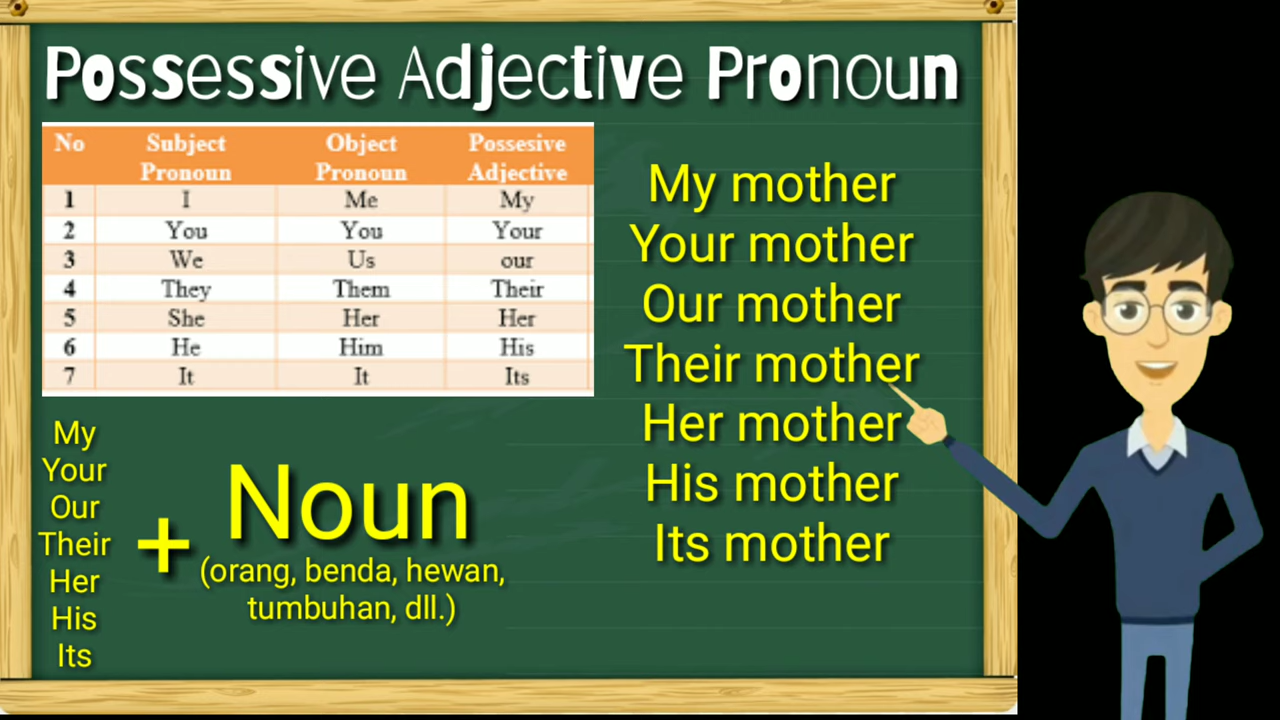 Possessive Adjective Pronoun
No Subject Pronoun Object Pronoun Possesive Adjective
1 I Me My
2 You You Your
3 We Us our
4 They Them Their
5 She Her Her
6 He Him His
7 It It Its
My mother
Your mother
Our mother
Their mother
Her mother
His mother
Its mother
My
Your
Our
Their
Her
His
Its
+
Noun
(orang, benda, hewan,
tumbuhan, dll.)